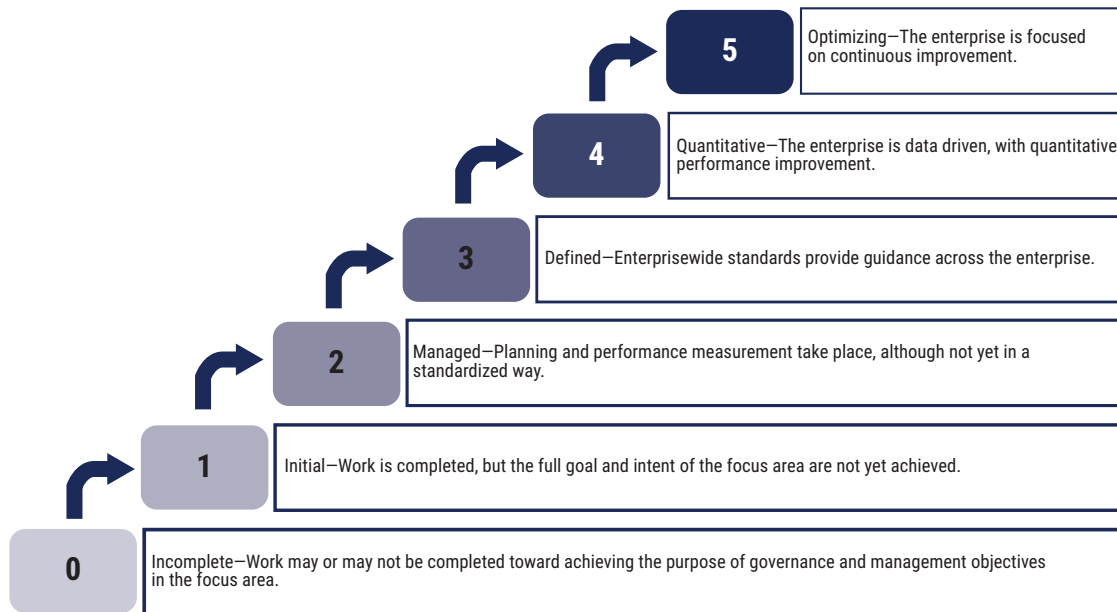 5
Optimizing—The enterprise is focused
on continuous improvement.
4
Quantitative—The enterprise is data driven, with quantitative
performance improvement.
3
Defined—Enterprisewide standards provide guidance across the enterprise.
2
Managed—Planning and performance measurement take place, although not yet in a
standardized way.
1
Initial—Work is completed, but the full goal and intent of the focus area are not yet achieved.
0
Incomplete—Work may or may not be completed toward achieving the purpose of governance and management objectives
in the focus area.